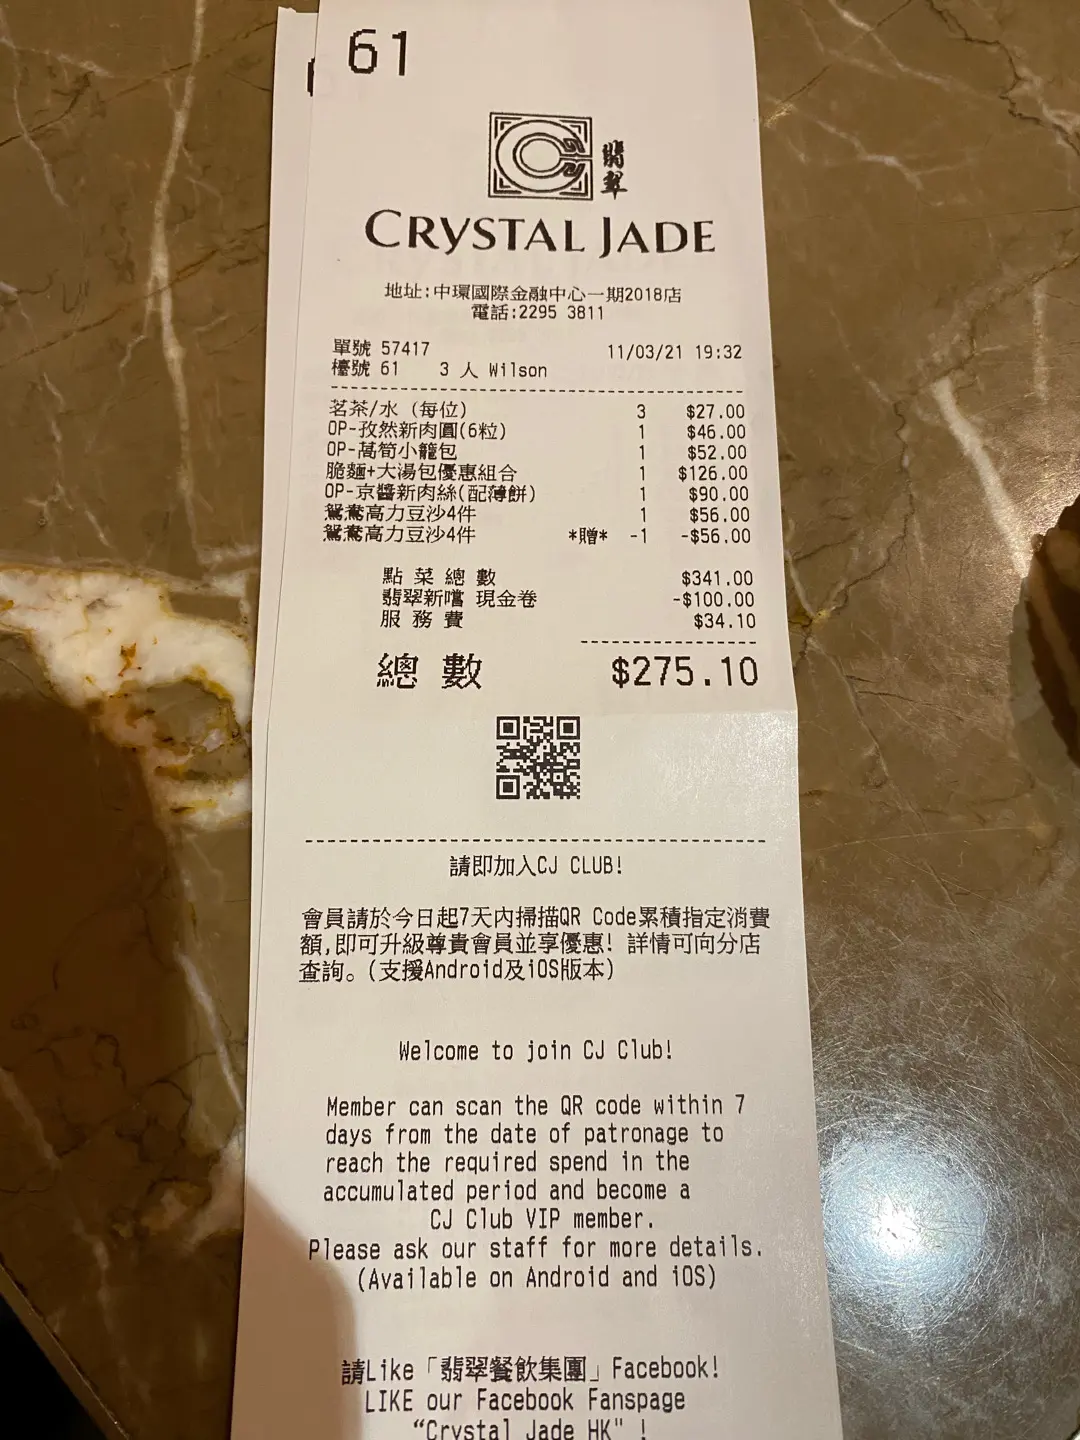 61
翡翠
CRYSTAL JADE
地址:中環國際金融中心一期2018店
電話:2295 3811
單號 57417 11/03/21 19:32
檯號 61 3 人 Wilson
茗茶/水 (每位) 3 $27.00
OP-孜然新肉圓(6粒) 1 $46.00
OP-萵筍小籠包 1 $52.00
脆麵+大湯包優惠組合 1 $126.00
OP-京醬新肉絲(配薄餅) 1 $90.00
鴛鴦高力豆沙4件 1 $56.00
鴛鴦高力豆沙4件 *贈* -1 -$56.00
點 菜 總 數 $341.00
翡翠新嚐 現金卷 -$100.00
服 務 費 $34.10
總 數 $275.10
請即加入CJ CLUB!
會員請於今日起7天內掃描QR Code累積指定消費
額,即可升級尊貴會員並享優惠! 詳情可向分店
查詢。(支援Android及iOS版本)
Welcome to join CJ Club!
Member can scan the QR code within 7
days from the date of patronage to
reach the required spend in the
accumulated period and become a
CJ Club VIP member.
Please ask our staff for more details.
(Available on Android and iOS)
請Like「翡翠餐飲集團」Facebook!
LIKE our Facebook Fanspage
“Crystal Jade HK" !